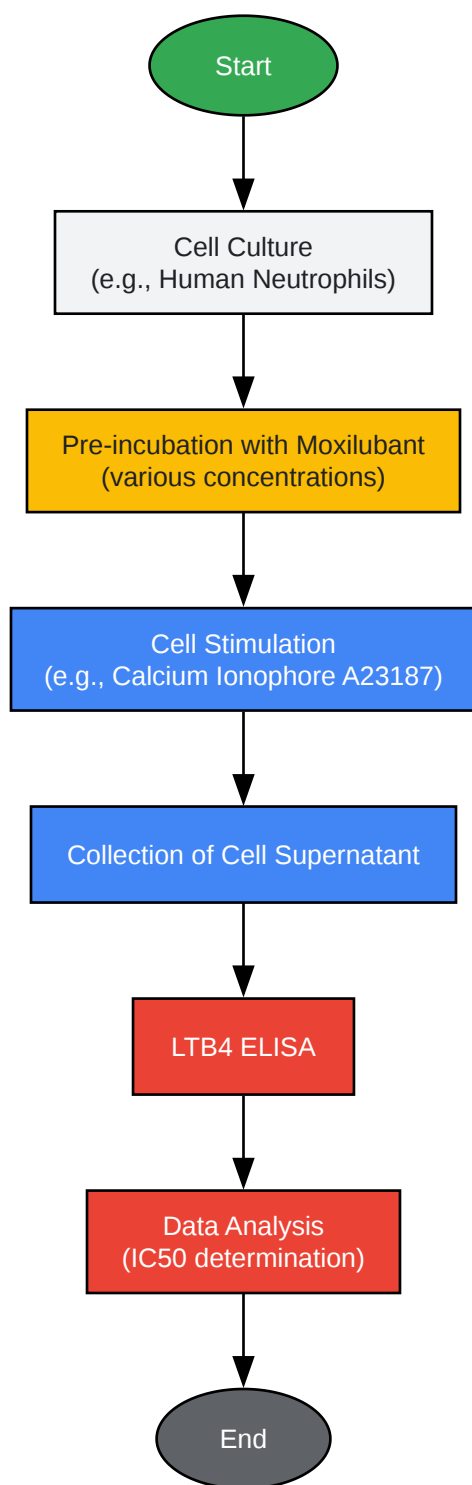 Start
Cell Culture
(e.g., Human Neutrophils)
Pre-incubation with Moxilubant
(various concentrations)
Cell Stimulation
(e.g., Calcium Ionophore A23187)
Collection of Cell Supernatant
LTB4 ELISA
Data Analysis
(IC50 determination)
End